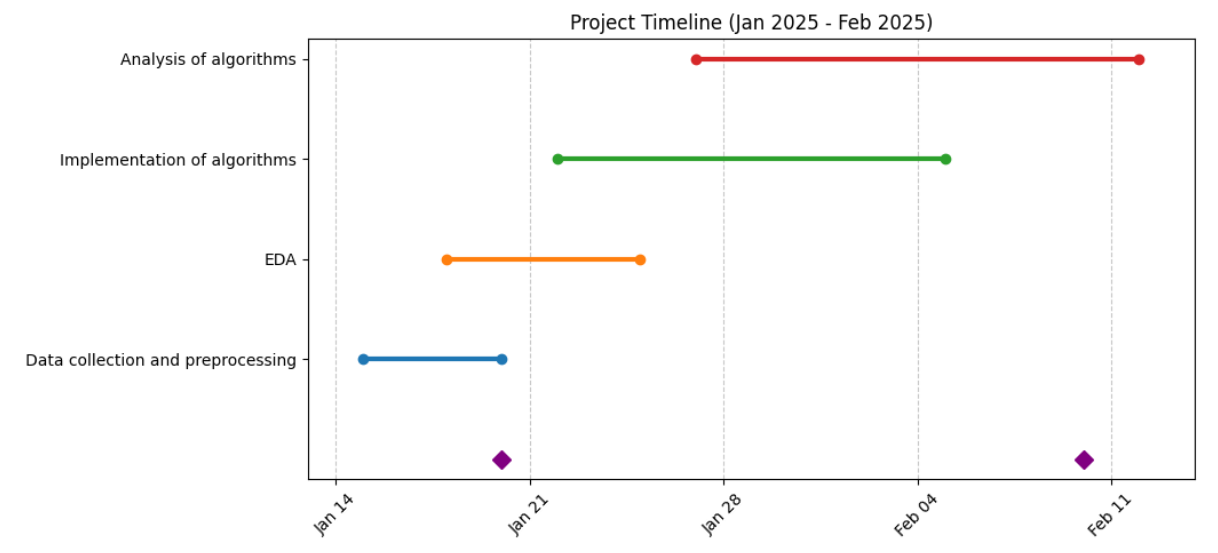 Project Timeline (Jan 2025 - Feb 2025)
Analysis of algorithms
Implementation of algorithms
EDA
Data collection and preprocessing
Jan 14
Jan 21
Jan 28
Feb 04
Feb 11